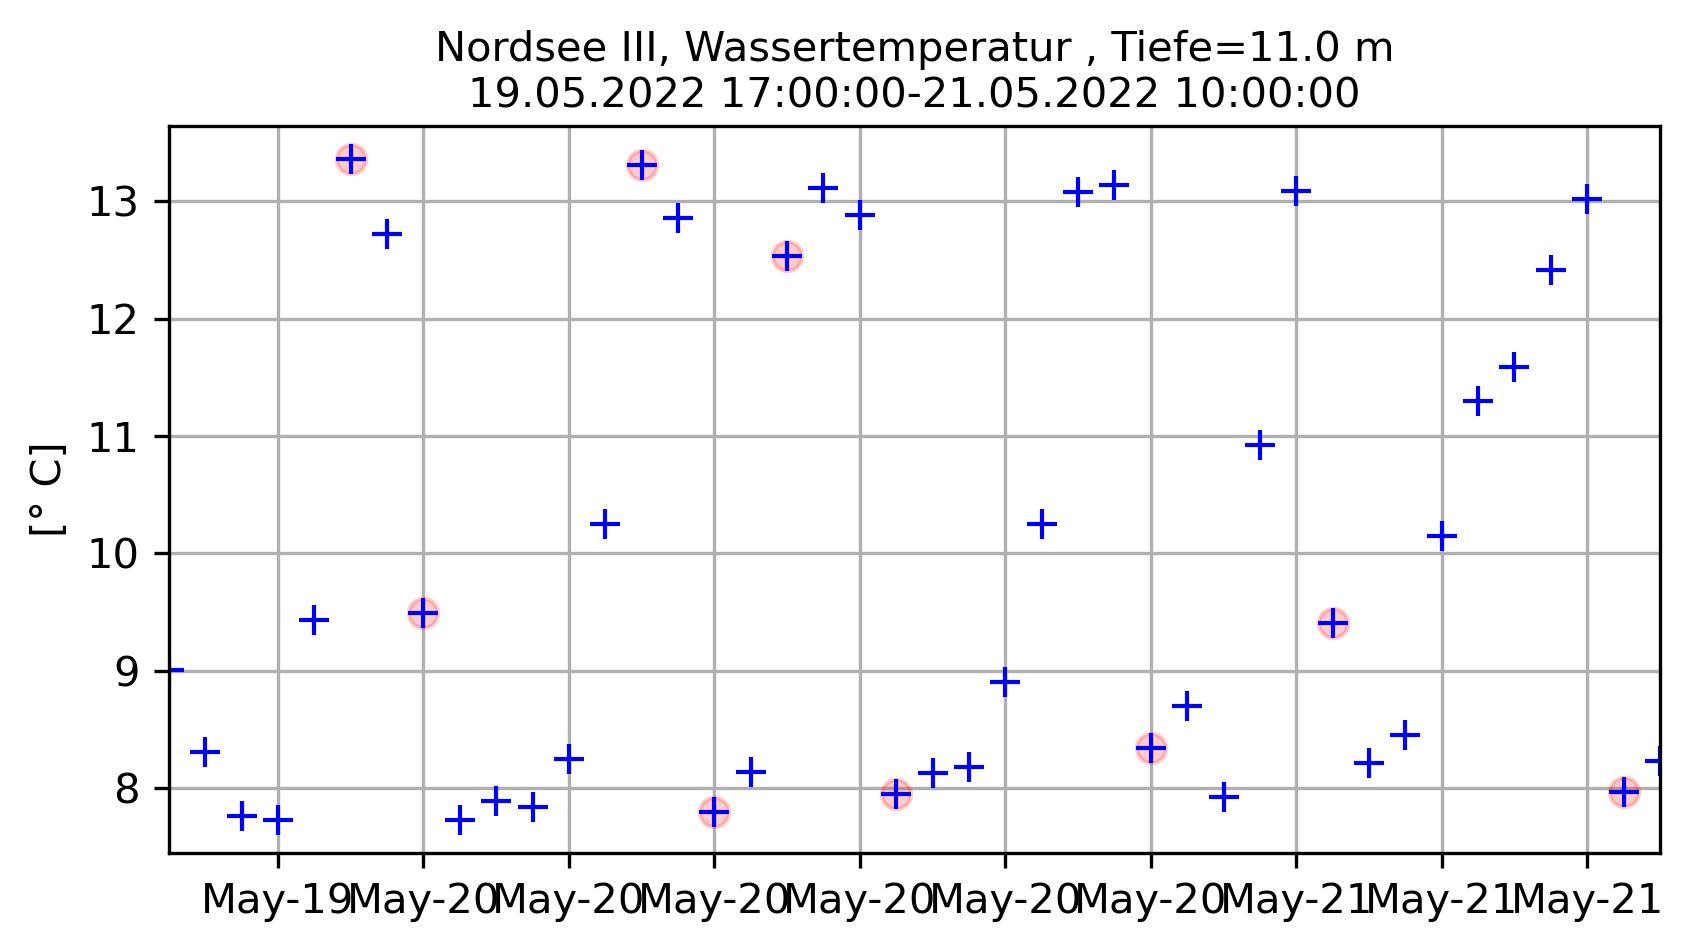 Nordsee III, Wassertemperatur , Tiefe=11.0 m
19.05.2022 17:00:00-21.05.2022 10:00:00
[° C]
13
12
11
10
9
8
May-19 May-20 May-20 May-20 May-20 May-20 May-20 May-21 May-21 May-21